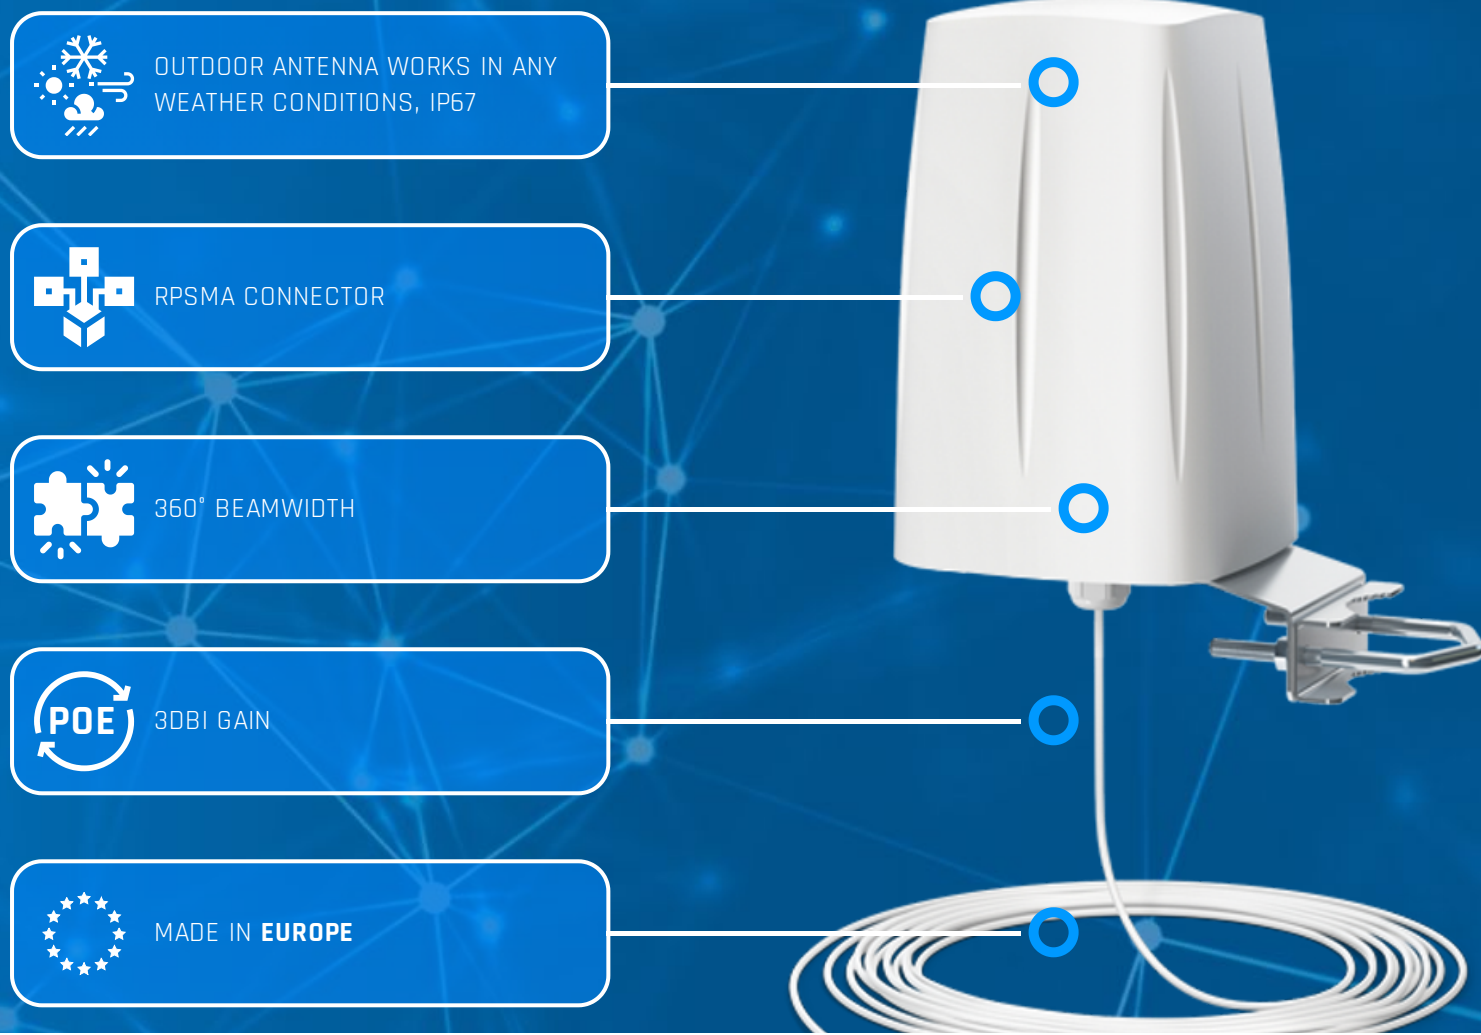 OUTDOOR ANTENNA WORKS IN ANY
WEATHER CONDITIONS, IP67
RPSMA CONNECTOR
360° BEAMWIDTH
POE
3DBI GAIN
MADE IN EUROPE